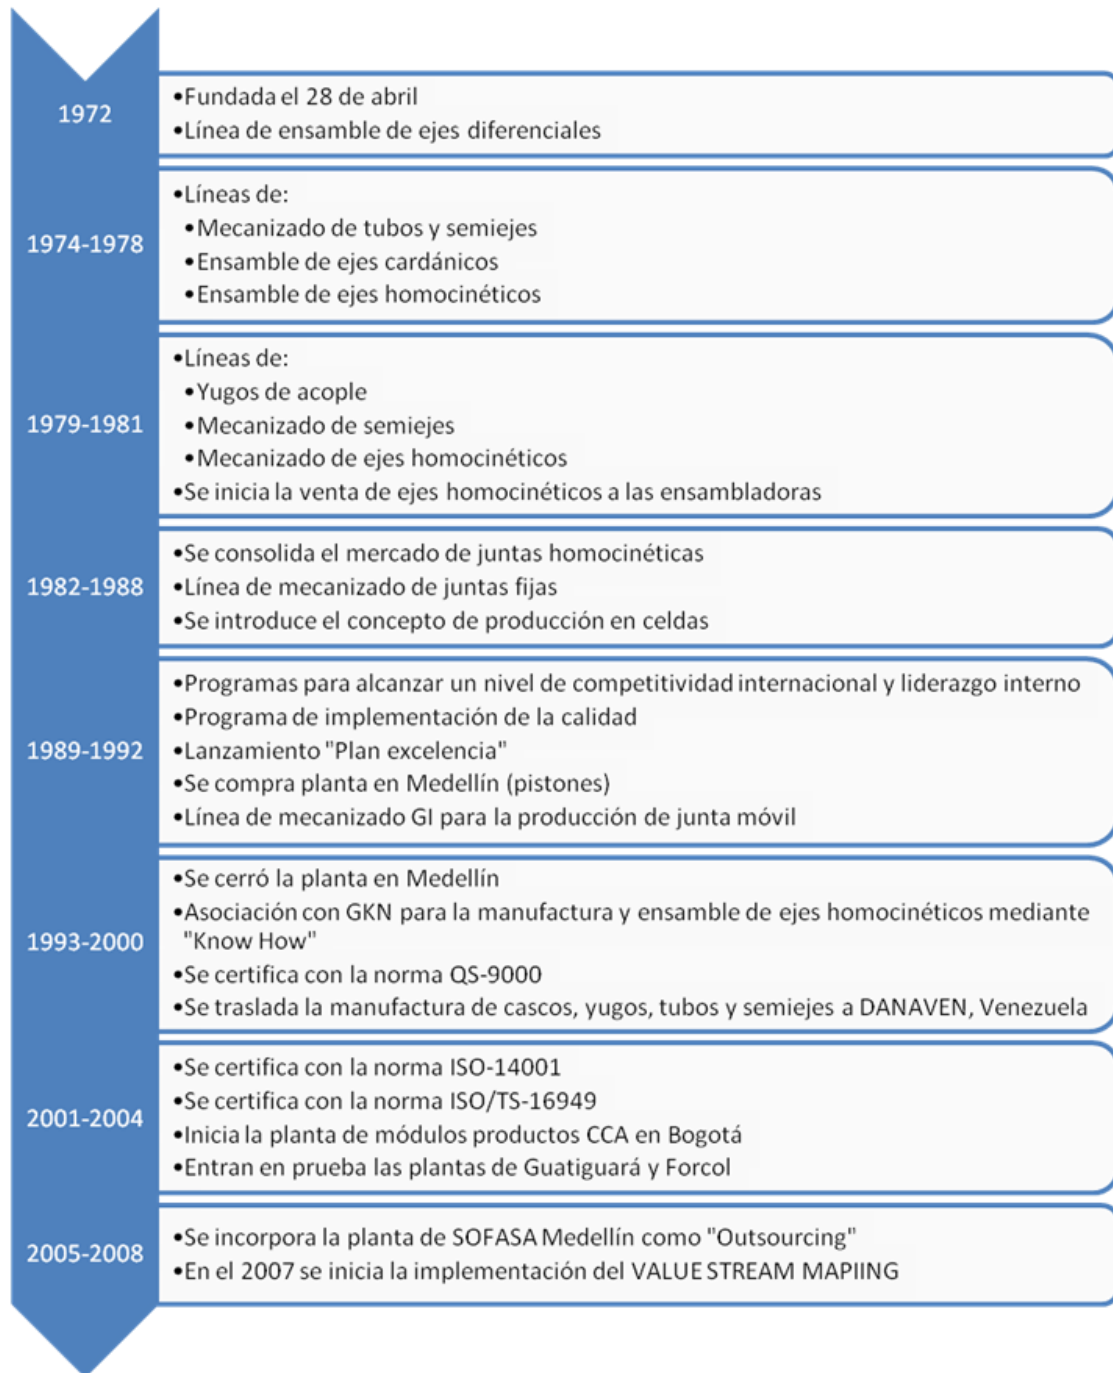 1972
•Fundada el 28 de abril
•Línea de ensamble de ejes diferenciales
1974-1978
•Líneas de:
•Mecanizado de tubos y semiejes
•Ensamble de ejes cardánicos
•Ensamble de ejes homocinéticos
1979-1981
•Líneas de:
•Yugos de acople
•Mecanizado de semiejes
•Mecanizado de ejes homocinéticos
•Se inicia la venta de ejes homocinéticos a las ensambladoras
1982-1988
•Se consolida el mercado de juntas homocinéticas
•Línea de mecanizado de juntas fijas
•Se introduce el concepto de producción en celdas
1989-1992
•Programas para alcanzar un nivel de competitividad internacional y liderazgo interno
•Programa de implementación de la calidad
•Lanzamiento "Plan excelencia"
•Se compra planta en Medellín (pistones)
•Línea de mecanizado GI para la producción de junta móvil
1993-2000
•Se cerró la planta en Medellín
•Asociación con GKN para la manufactura y ensamble de ejes homocinéticos mediante
"Know How"
•Se certifica con la norma QS-9000
•Se traslada la manufactura de cascos, yugos, tubos y semiejes a DANAVEN, Venezuela
2001-2004
•Se certifica con la norma ISO-14001
•Se certifica con la norma ISO/TS-16949
•Inicia la planta de módulos productos CCA en Bogotá
•Entran en prueba las plantas de Guatiguará y Forcol
2005-2008
•Se incorpora la planta de SOFASA Medellín como "Outsourcing"
•En el 2007 se inicia la implementación del VALUE STREAM MAPIING